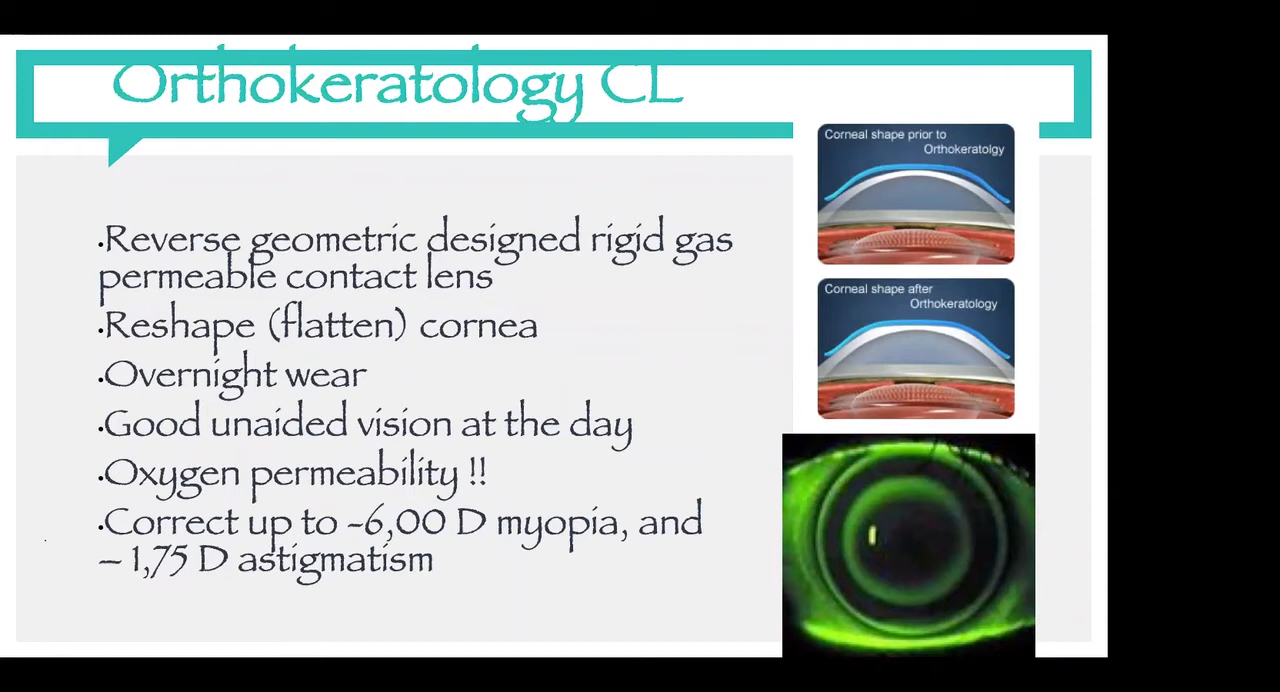 Orthokeratology CL
Corneal shape prior to
Orthokeratolgy
Corneal shape after
Orthokeratology
•Reverse geometric designed rigid gas
permeable contact lens
•Reshape (flatten) cornea
•Overnight wear
•Good unaided vision at the day
•Oxygen permeability !!
•Correct up to -6,00 D myopia, and
– 1,75 D astigmatism